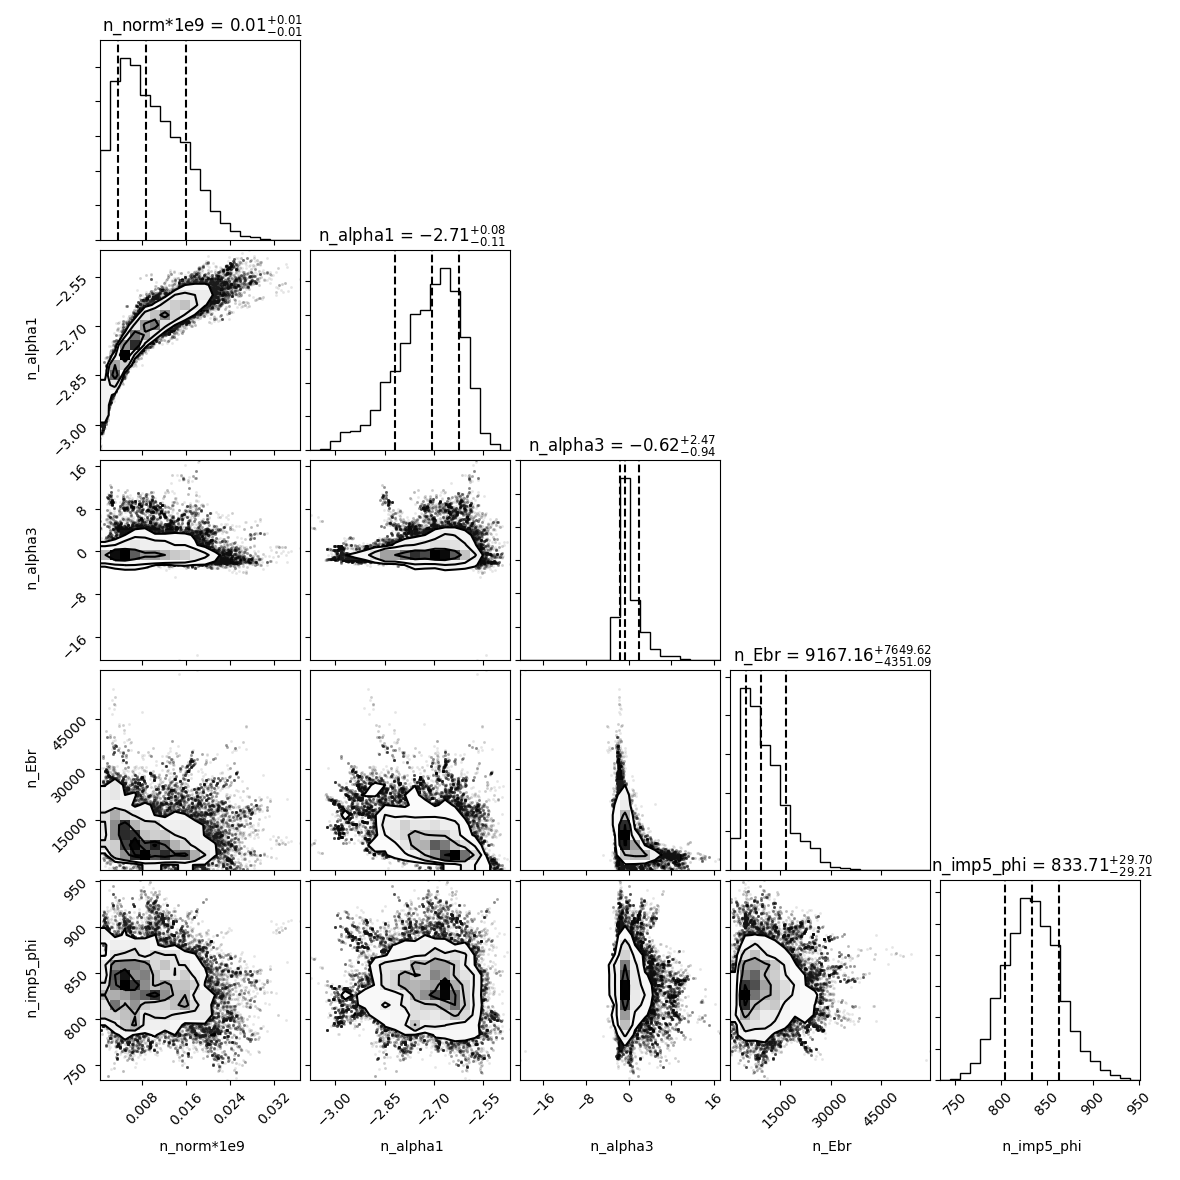 n_norm*1e9 = 0.01+0.01−0.01
n_alpha1 = −2.71+0.08−0.11
−2.55
−2.70
−2.85
−3.00
n_alpha1
n_alpha3 = −0.62+2.47−0.94
16
8
0
−8
−16
n_alpha3
n_Ebr = 9167.16+7649.62−4351.09
45000
30000
15000
n_Ebr
n_imp5_phi = 833.71+29.70−29.21
950
900
850
800
750
n_imp5_phi
0.008 0.016 0.024 0.032
−3.00 −2.85 −2.70 −2.55
−16 −8 0 8 16
15000 30000 45000
750 800 850 900 950
n_norm*1e9 n_alpha1 n_alpha3 n_Ebr n_imp5_phi